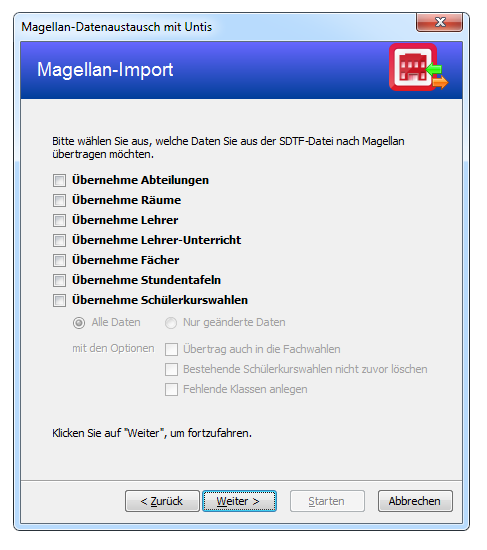 Magellan-Datenaustausch mit Untis
Magellan-Import
Bitte wählen Sie aus, welche Daten Sie aus der SDTF-Datei nach Magellan
übertragen möchten.
Übernehme Abteilungen
Übernehme Räume
Übernehme Lehrer
Übernehme Lehrer-Unterricht
Übernehme Fächer
Übernehme Stundentafeln
Übernehme Schülerkurswahlen
Alle Daten Nur geänderte Daten
mit den Optionen Übertrag auch in die Fachwahlen
Bestehende Schülerkurswahlen nicht zuvor löschen
Fehlende Klassen anlegen
Klicken Sie auf "Weiter", um fortzufahren.
< Zurück Weiter > Starten Abbrechen